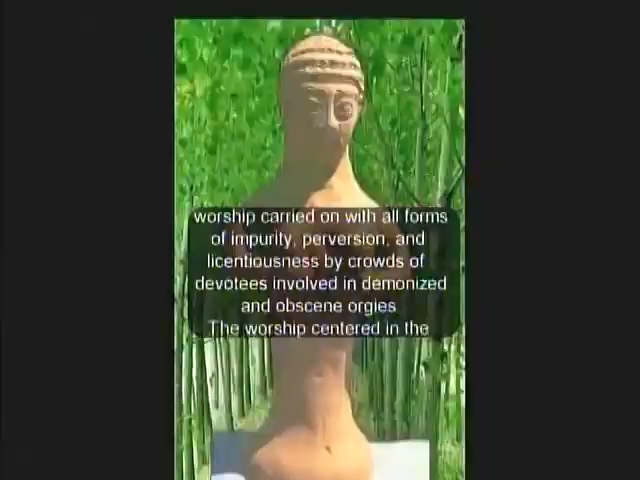 worship carried on with all forms
of impurity, perversion, and
licentiousness by crowds of
devotees involved in demonized
and obscene orgies
The worship centered in the